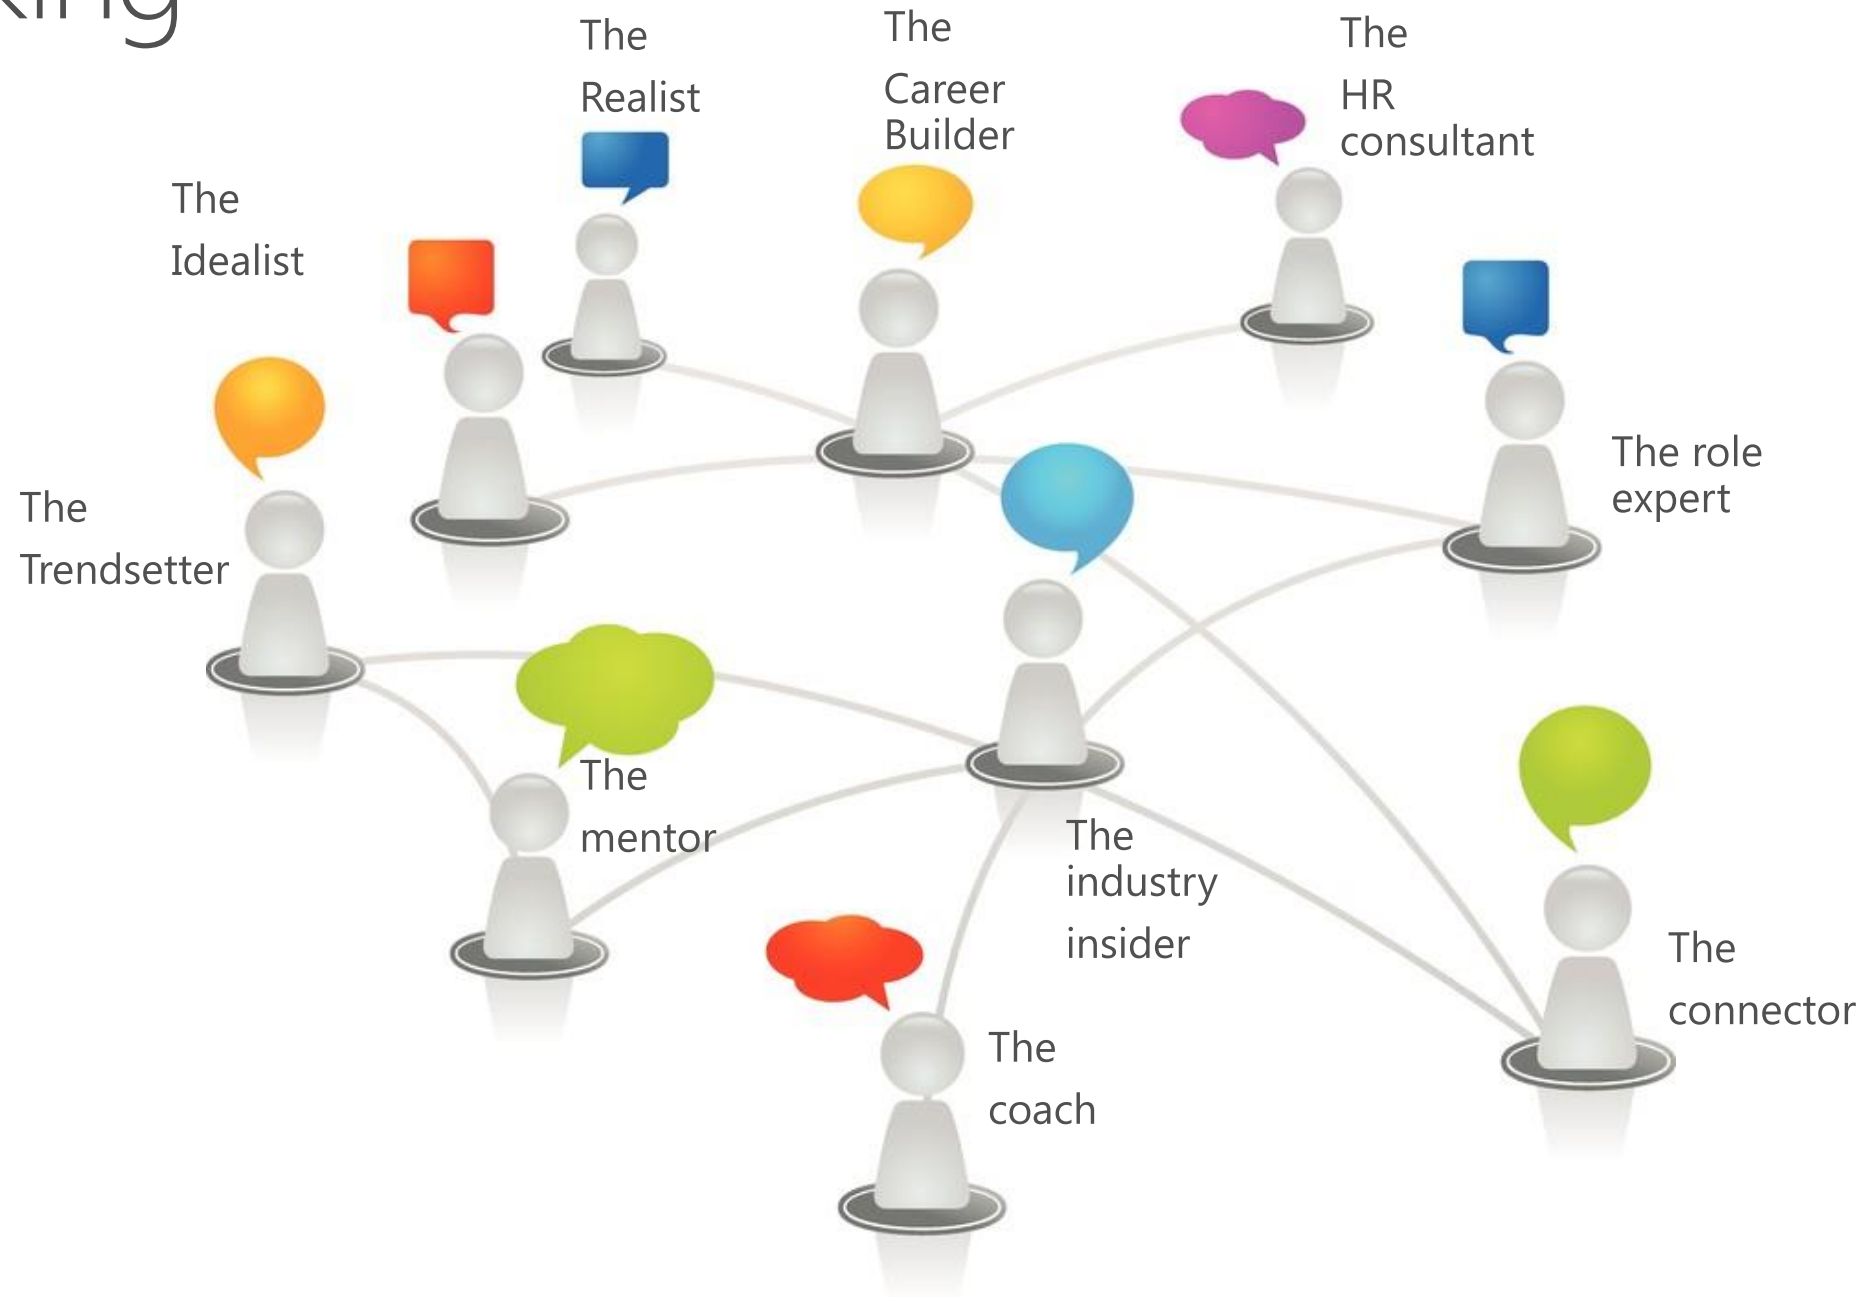 king
The
Realist
The
Career
Builder
The
HR
consultant
The
Idealist
The role
expert
The
Trendsetter
The
mentor
The
industry
insider
The
connector
The
coach